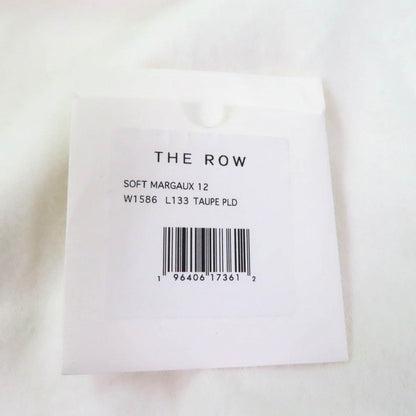 THE ROW
SOFT MARGAUX 12
W1586 L133 TAUPE PLD
1 96406 17361 2